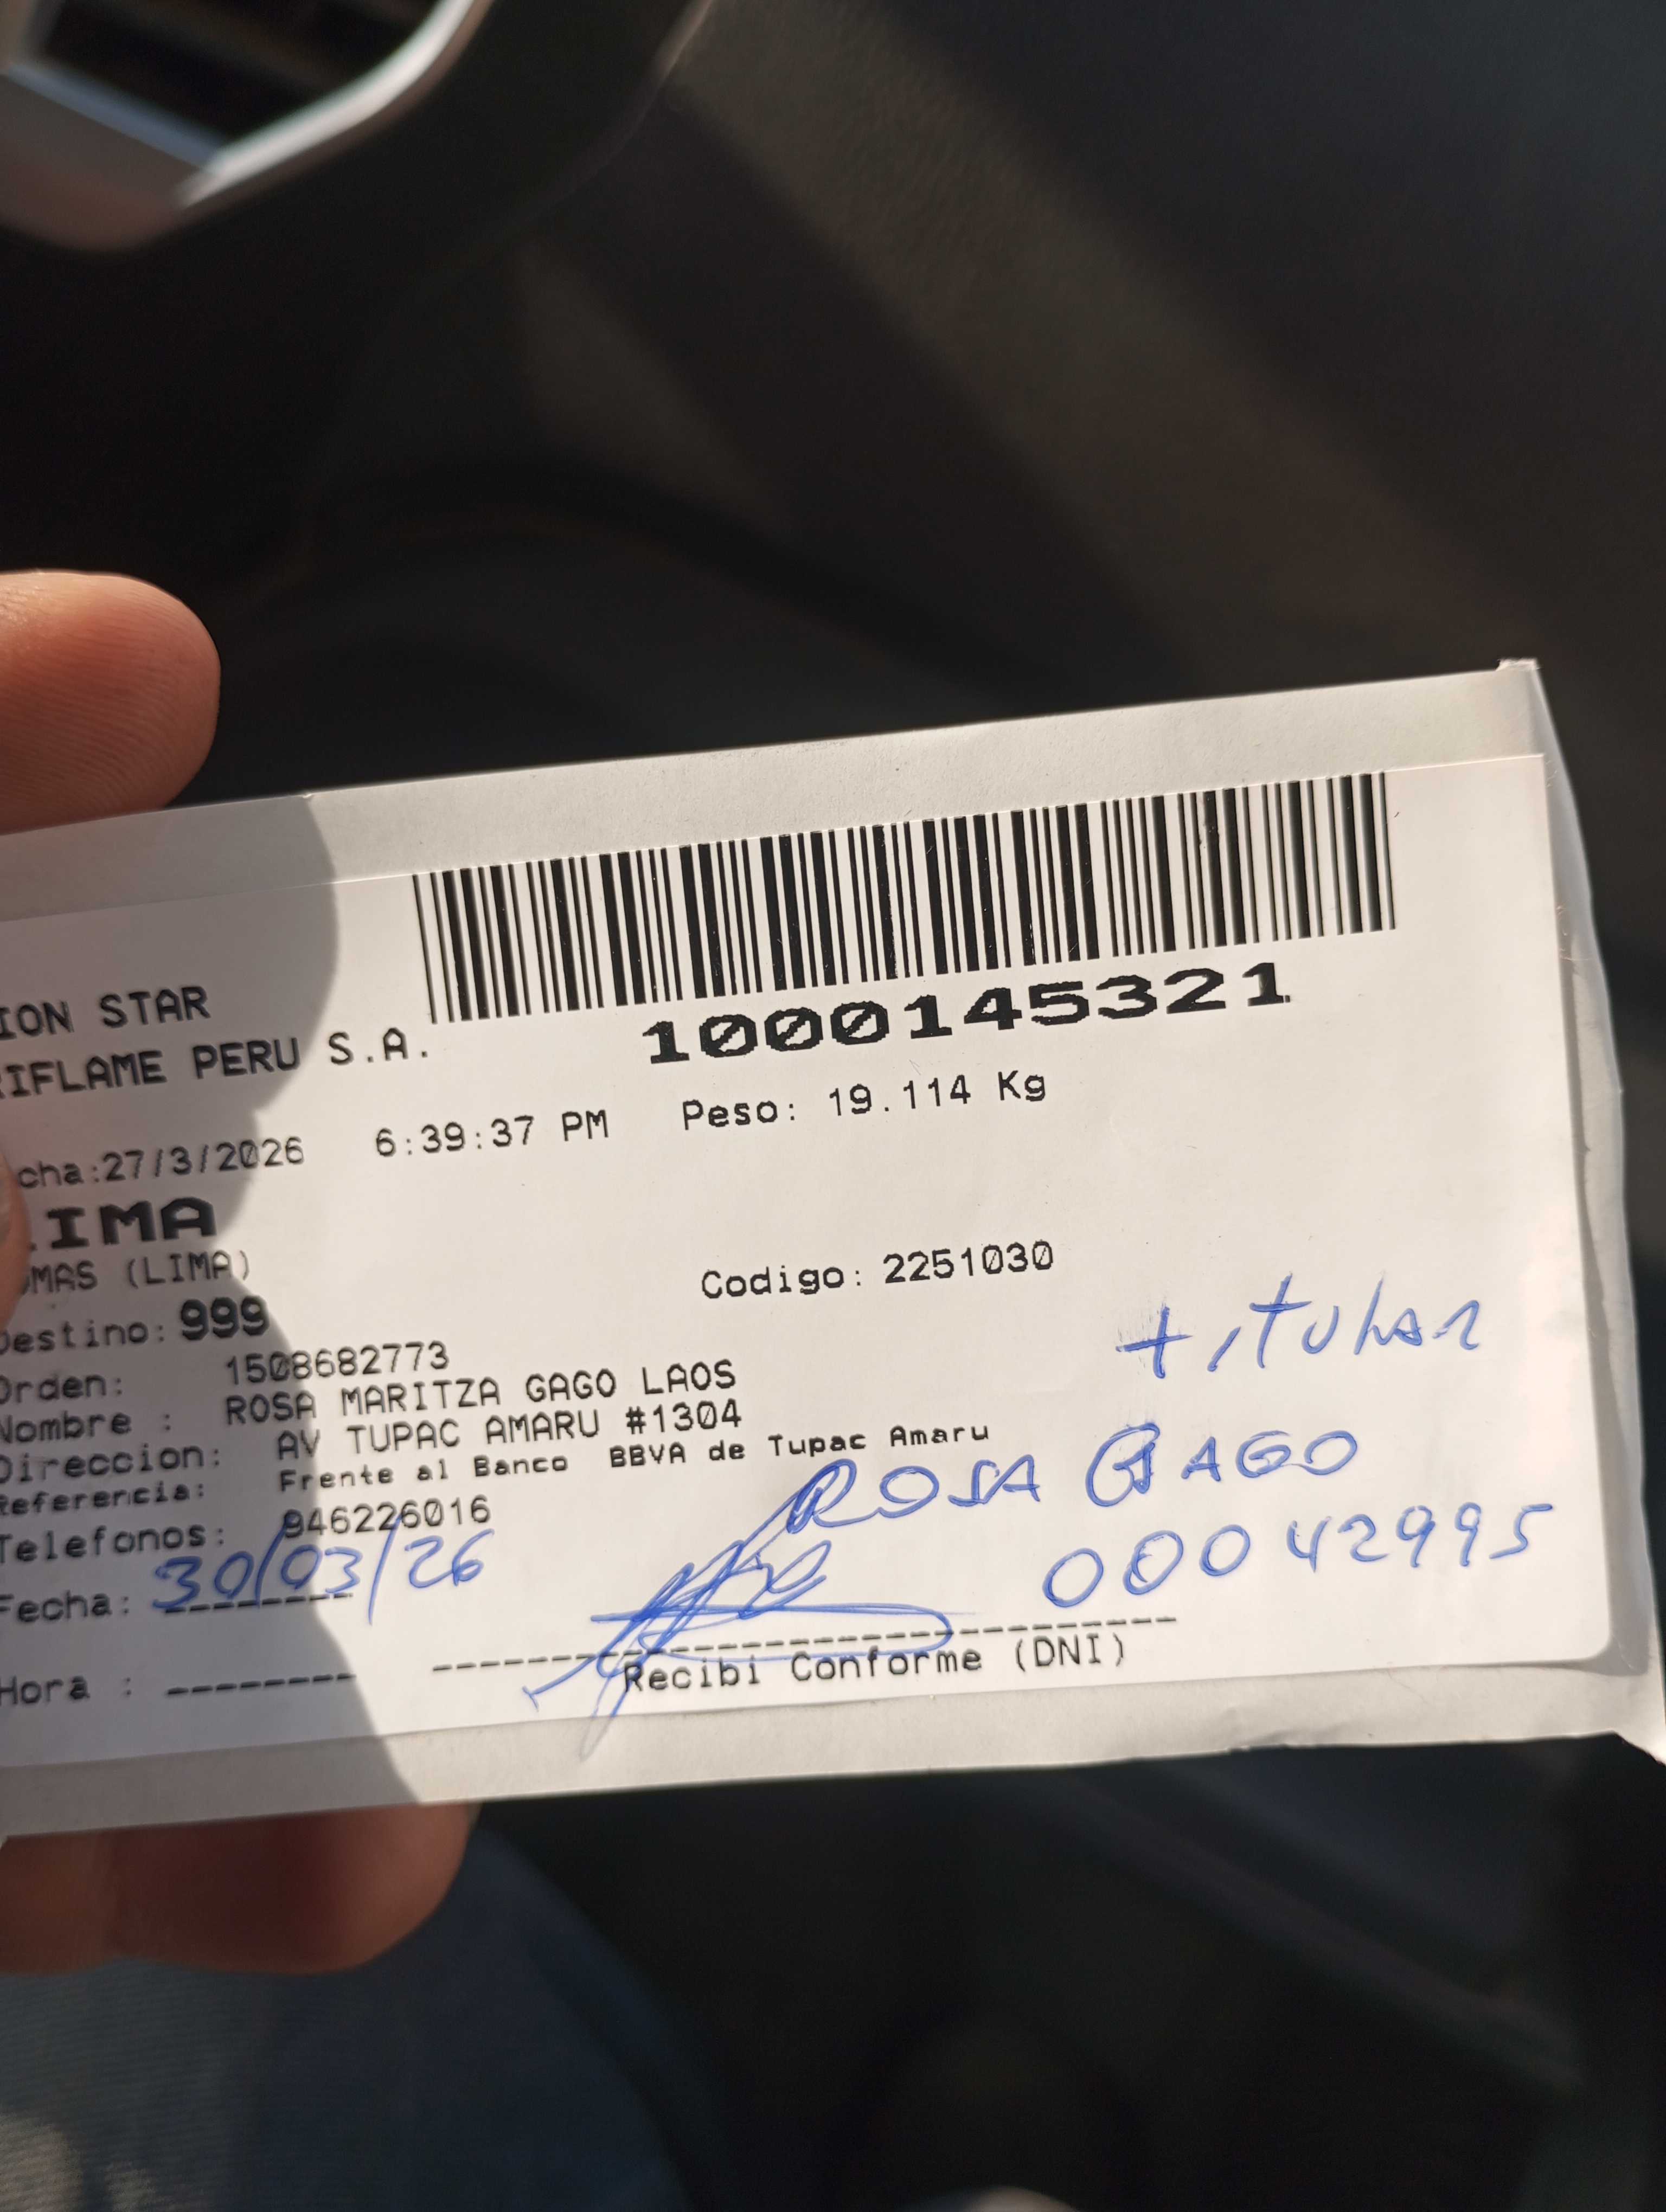 1000145321
ION STAR
RIFLAME PERU S.A.
cha:27/3/2026 6:39:37 PM Peso: 19.114 Kg
IMA
MAS (LIMA)
Codigo: 2251030
Destino: 999
titular
Orden: 1508682773
Nombre : ROSA MARITZA GAGO LAOS
Direccion: AV TUPAC AMARU #1304
Referencia: Frente al Banco BBVA de Tupac Amaru
ROSA GAGO
Telefonos: 946226016
00042995
Fecha: 30/03/26
Hora :
Recibi Conforme (DNI)